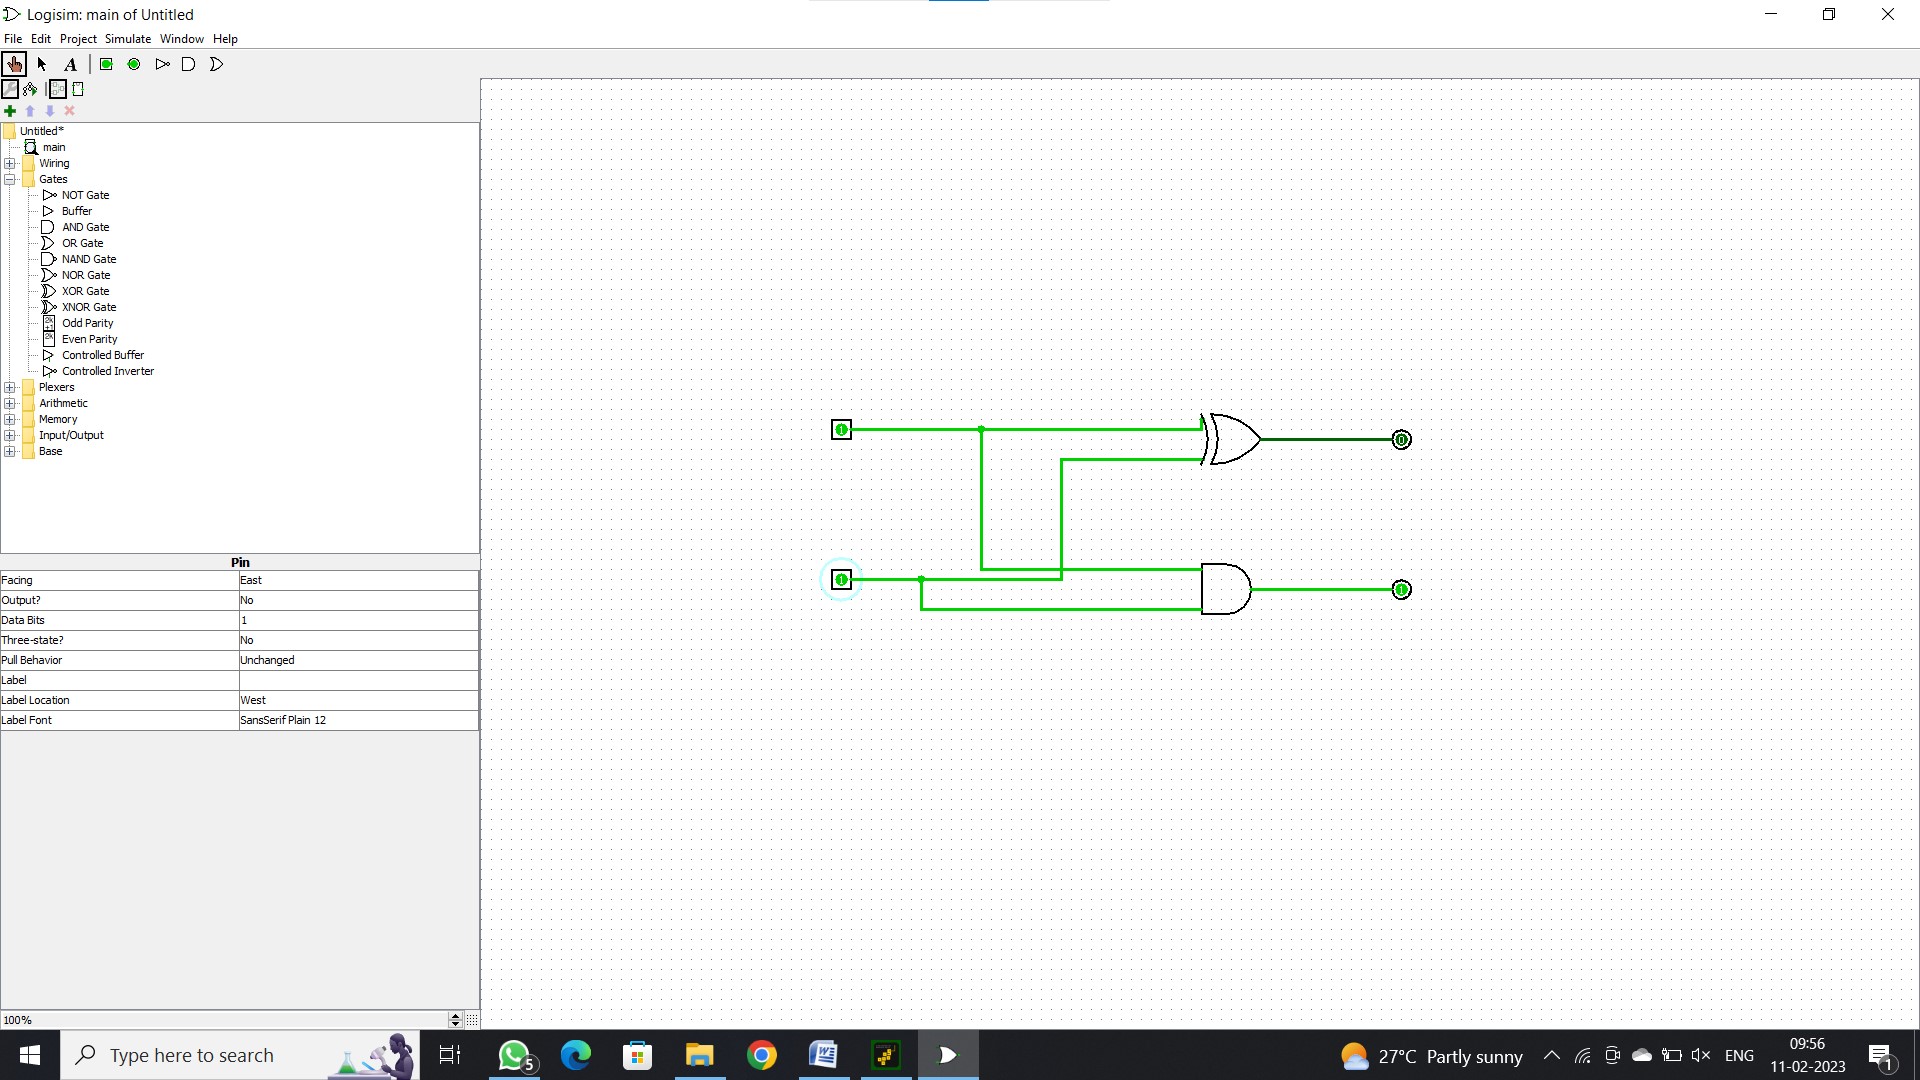 Logisim: main of Untitled
File Edit Project Simulate Window Help
A
Untitled*
main
Wiring
Gates
NOT Gate
Buffer
AND Gate
OR Gate
NAND Gate
NOR Gate
XOR Gate
XNOR Gate
Odd Parity
Even Parity
Controlled Buffer
Controlled Inverter
Plexers
Arithmetic
Memory
Input/Output
Base
1
0
1
1
Pin
Facing East
Output? No
Data Bits 1
Three-state? No
Pull Behavior Unchanged
Label
Label Location West
Label Font SansSerif Plain 12
100%
Type here to search
5
27°C Partly sunny
ENG
09:56
11-02-2023
1